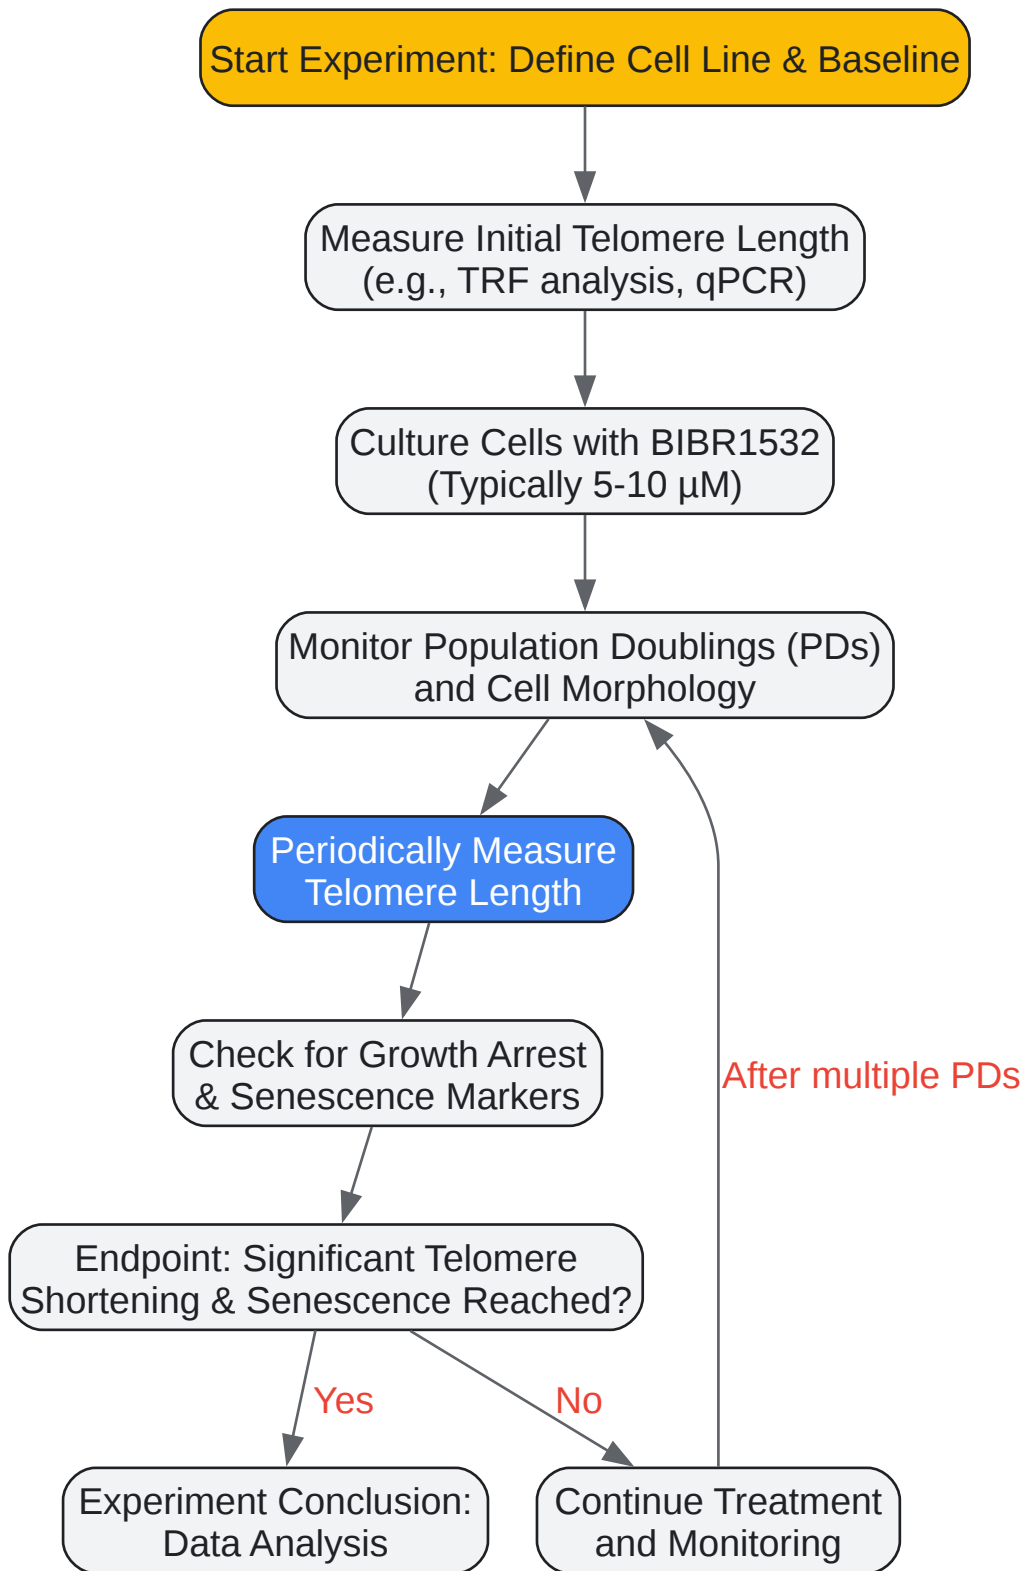 Start Experiment: Define Cell Line & Baseline
Measure Initial Telomere Length
(e.g., TRF analysis, qPCR)
Culture Cells with BIBR1532
(Typically 5-10 µM)
Monitor Population Doublings (PDs)
and Cell Morphology
Periodically Measure
Telomere Length
Check for Growth Arrest
& Senescence Markers
After multiple PDs
Endpoint: Significant Telomere
Shortening & Senescence Reached?
Yes
No
Experiment Conclusion:
Data Analysis
Continue Treatment
and Monitoring